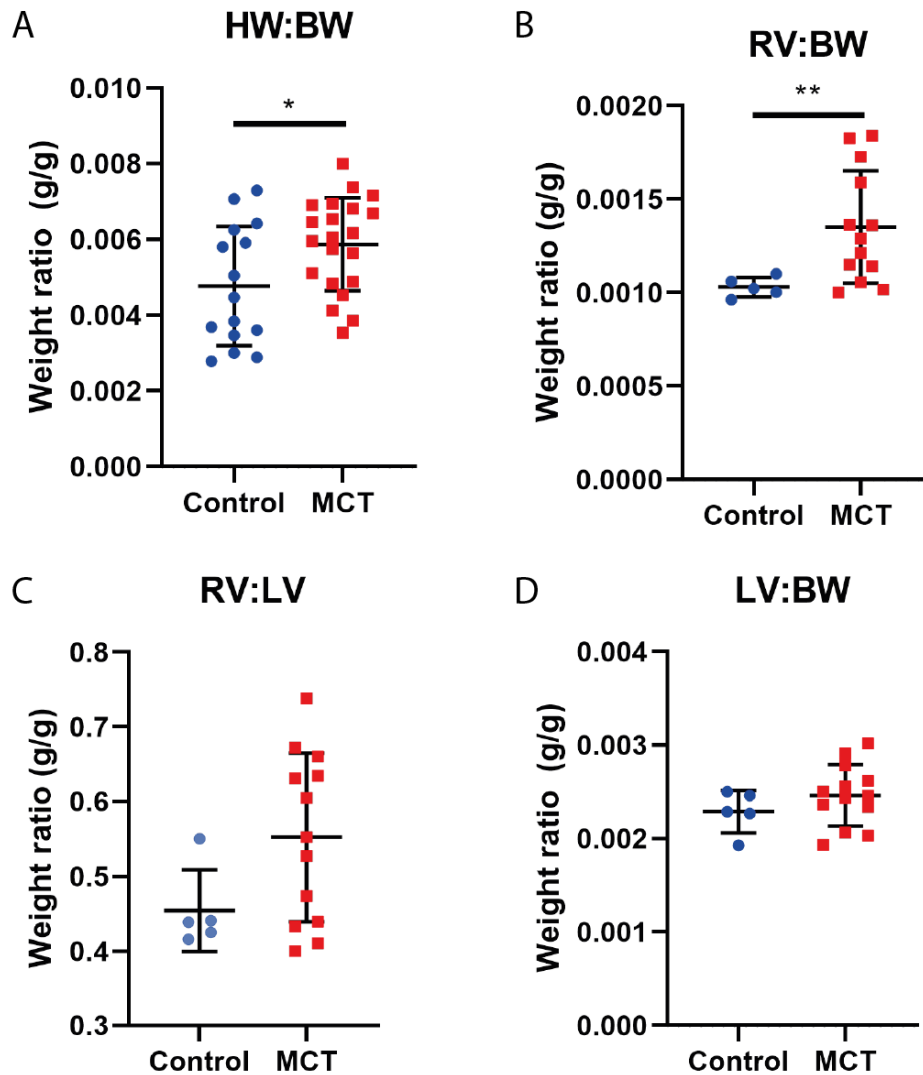 A
HW:BW
Weight ratio (g/g)
0.010
0.008
0.006
0.004
0.002
0.000
*
Control MCT
B
RV:BW
Weight ratio (g/g)
0.0020
0.0015
0.0010
0.0005
0.0000
**
Control MCT
C
RV:LV
Weight ratio (g/g)
0.8
0.7
0.6
0.5
0.4
0.3
Control MCT
D
LV:BW
Weight ratio (g/g)
0.004
0.003
0.002
0.001
0.000
Control MCT